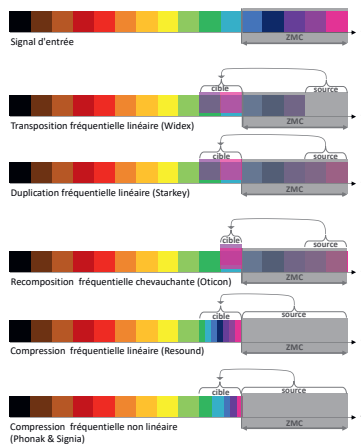 ZMC
Signal d'entrée
cible source
ZMC
Transposition fréquentielle linéaire (Widex)
cible source
ZMC
Duplication fréquentielle linéaire (Starkey)
cible source
ZMC
Recomposition fréquentielle chevauchante (Oticon)
cible source
ZMC
Compression fréquentielle linéaire (Resound)
cible source
ZMC
Compression fréquentielle non linéaire
(Phonak & Signia)